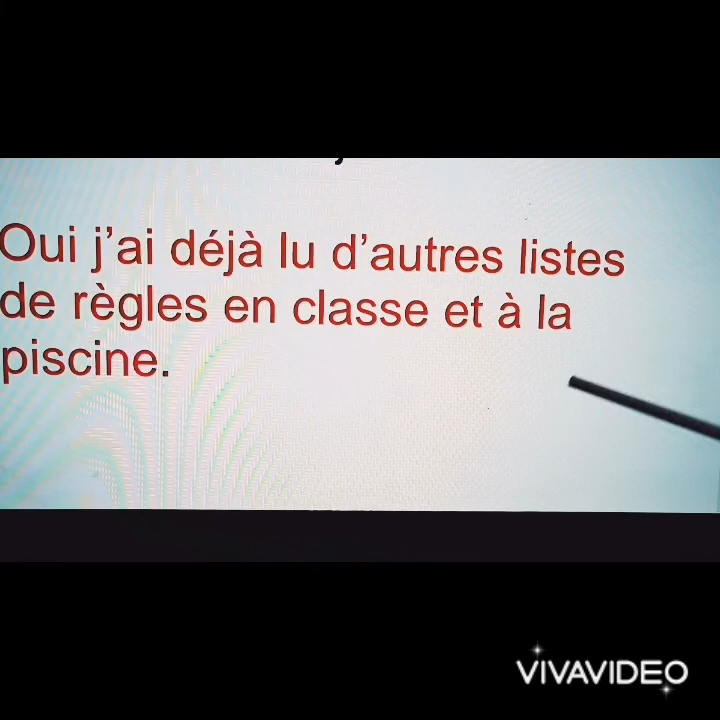 Oui j'ai déjà lu d'autres listes
de règles en classe et à la
piscine.
VIVAVIDEO